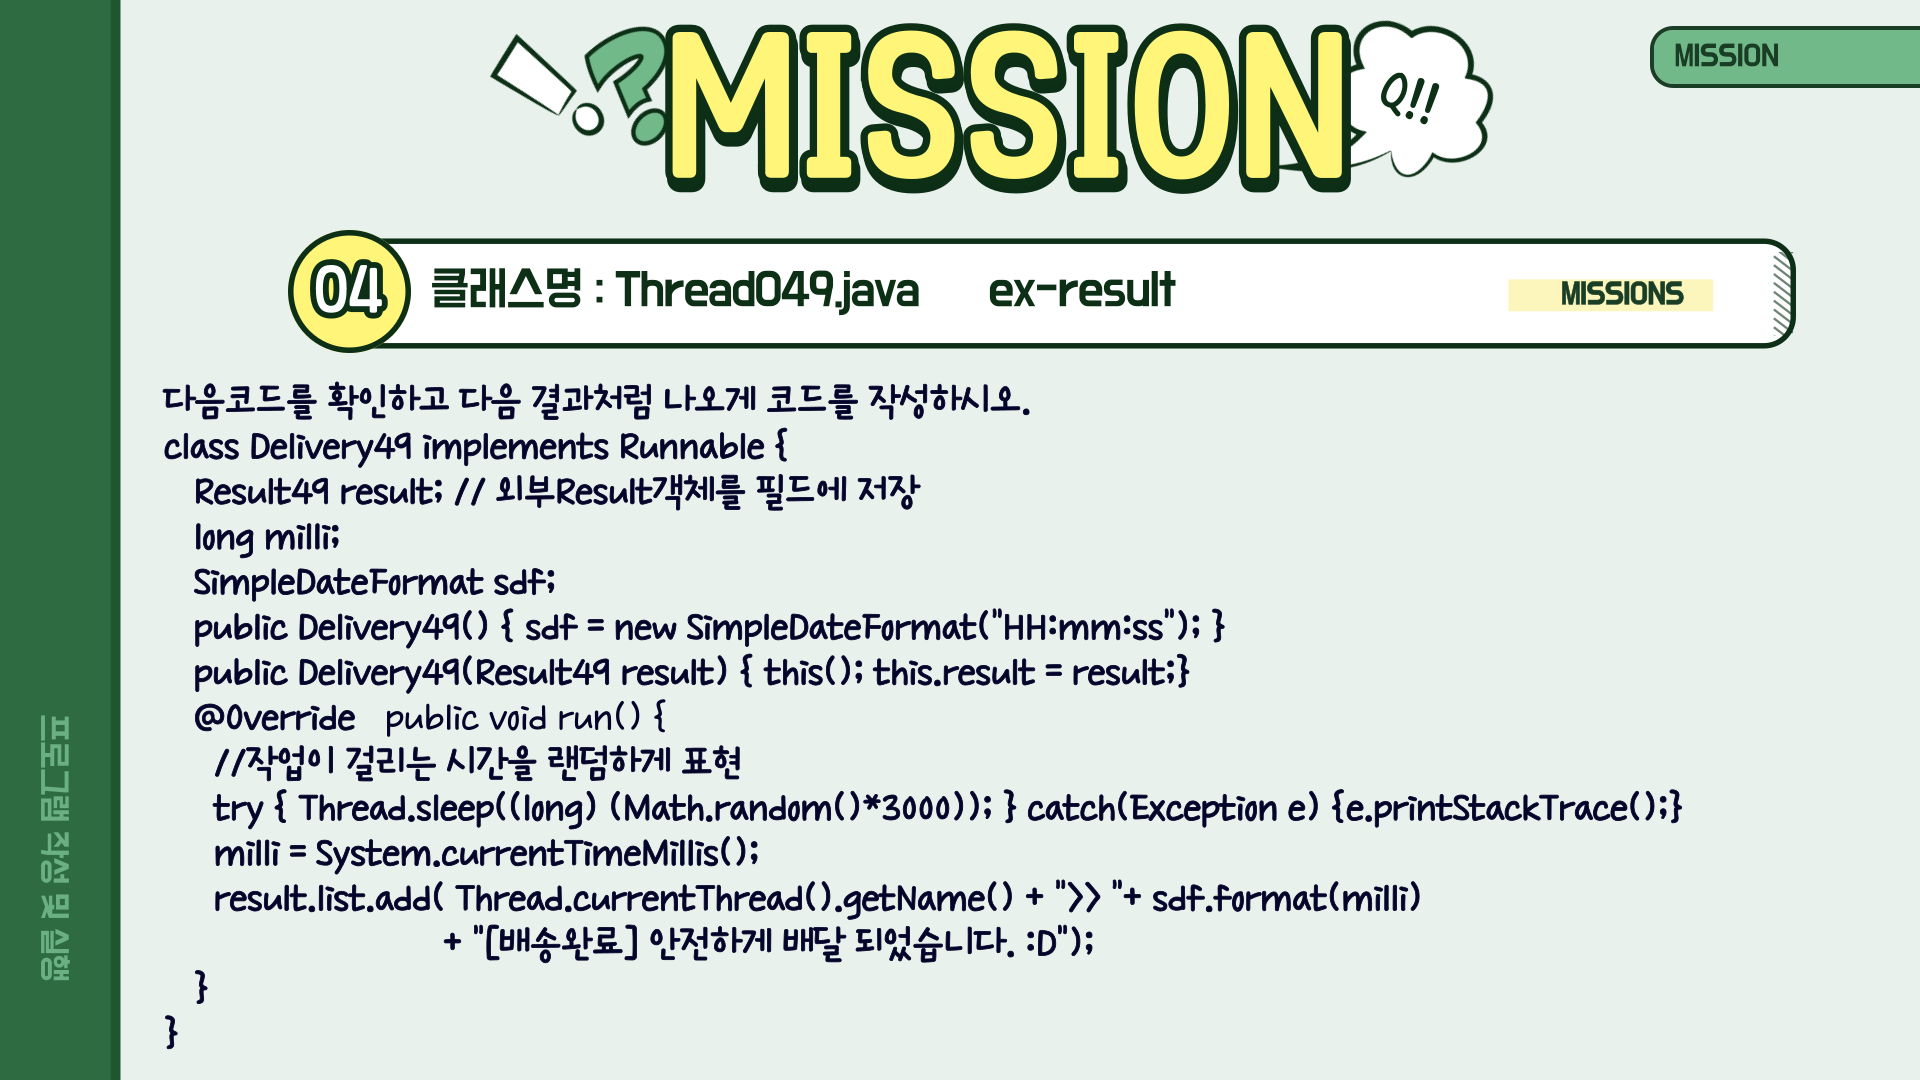 MISSION
!?
MISSION
Q!!
04
클래스명 : Thread049.java ex-result
MISSIONS
다음코드를 확인하고 다음 결과처럼 나오게 코드를 작성하시오.
class Delivery49 implements Runnable {
Result49 result; // 외부Result객체를 필드에 저장
long milli;
SimpleDateFormat sdf;
public Delivery49() { sdf = new SimpleDateFormat("HH:mm:ss"); }
public Delivery49(Result49 result) { this(); this.result = result;}
@Override public void run() {
//작업이 걸리는 시간을 랜덤하게 표현
try { Thread.sleep((long) (Math.random()*3000)); } catch(Exception e) {e.printStackTrace();}
milli = System.currentTimeMillis();
result.list.add( Thread.currentThread().getName() + ">> "+ sdf.format(milli)
+ "[배송완료] 안전하게 배달 되었습니다. :D");
}
}
프로그램 작성 및 실행